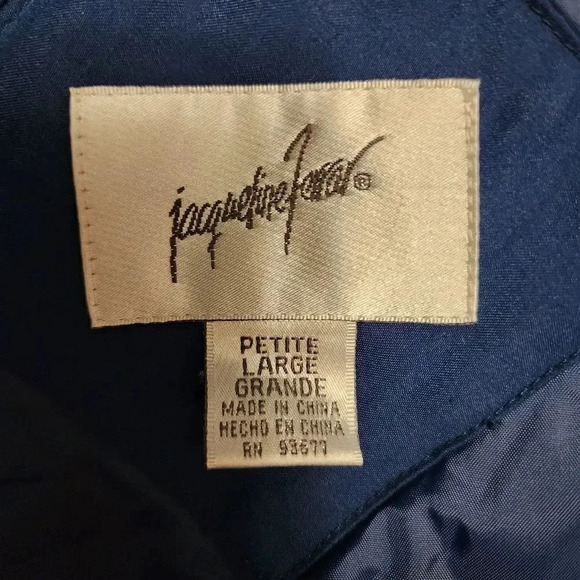 jacqueline Ferrar®
PETITE
LARGE
GRANDE
MADE IN CHINA
HECHO EN CHINA
RN 93677